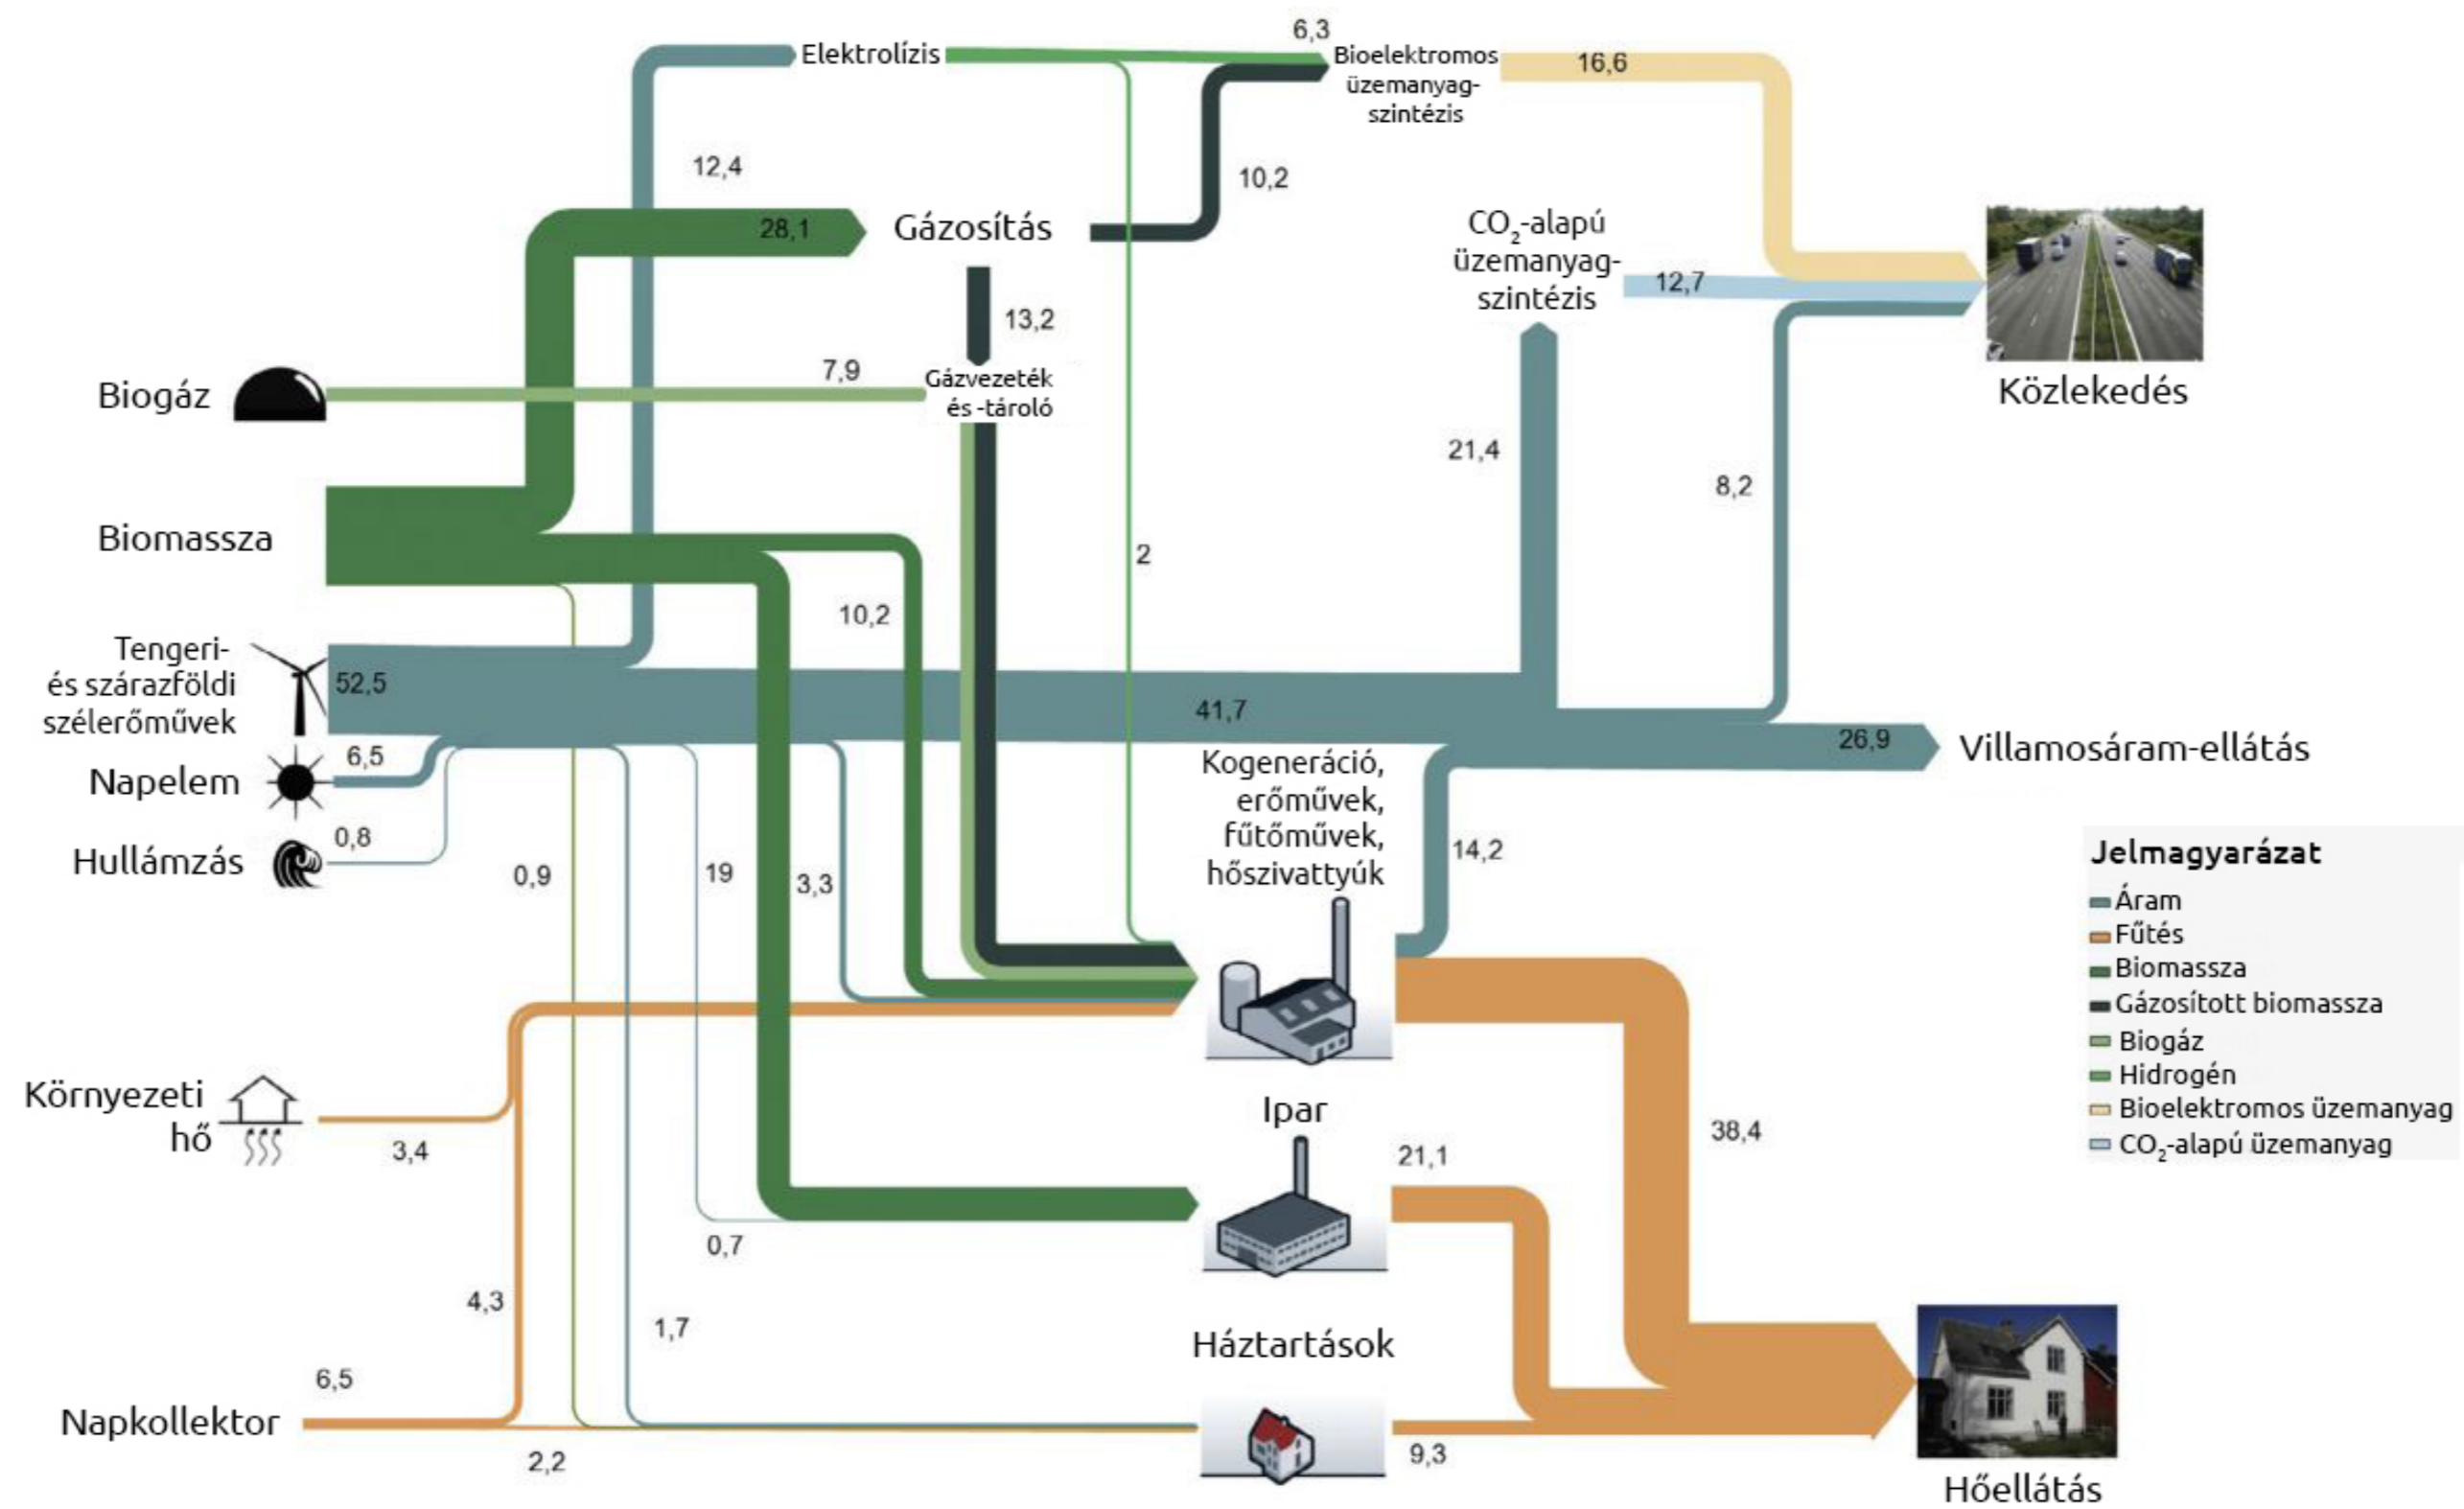 6,3
Elektrolízis
Bioelektromos
üzemanyag-
szintézis
16,6
12,4
10,2
28,1
Gázosítás
CO₂-alapú
üzemanyag-
szintézis
12,7
13,2
Közlekedés
Biogáz
7,9
Gázvezeték
és -tároló
21,4
8,2
Biomassza
2
10,2
Tengeri-
és szárazföldi
szélerőművek
52,5
41,7
26,9
Villamosáram-ellátás
Napelem
6,5
Hullámzás
0,8
0,9
19
3,3
Kogeneráció,
erőművek,
fűtőművek,
hőszivattyúk
14,2
Jelmagyarázat
Áram
Fűtés
Biomassza
Gázosított biomassza
Biogáz
Hidrogén
Bioelektromos üzemanyag
CO₂-alapú üzemanyag
Környezeti
hő
3,4
Ipar
21,1
38,4
0,7
4,3
1,7
Háztartások
6,5
Napkollektor
2,2
9,3
Hőellátás